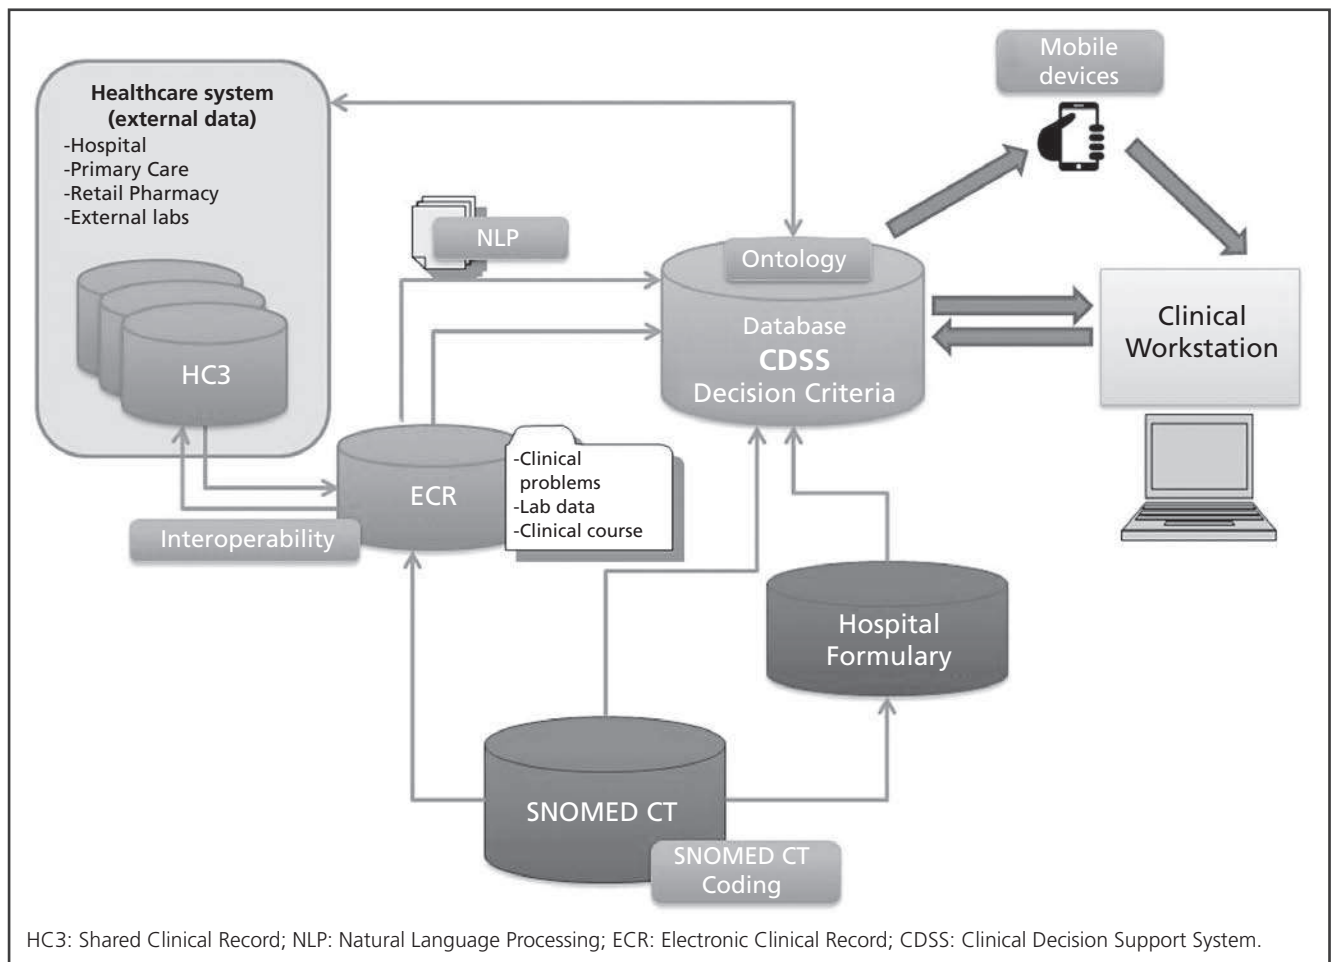 Mobile
devices
Healthcare system
(external data)
-Hospital
-Primary Care
-Retail Pharmacy
-External labs
NLP
Ontology
Database
CDSS
Decision Criteria
Clinical
Workstation
HC3
-Clinical
problems
-Lab data
-Clinical course
ECR
Interoperability
Hospital
Formulary
SNOMED CT
SNOMED CT
Coding
HC3: Shared Clinical Record; NLP: Natural Language Processing; ECR: Electronic Clinical Record; CDSS: Clinical Decision Support System.